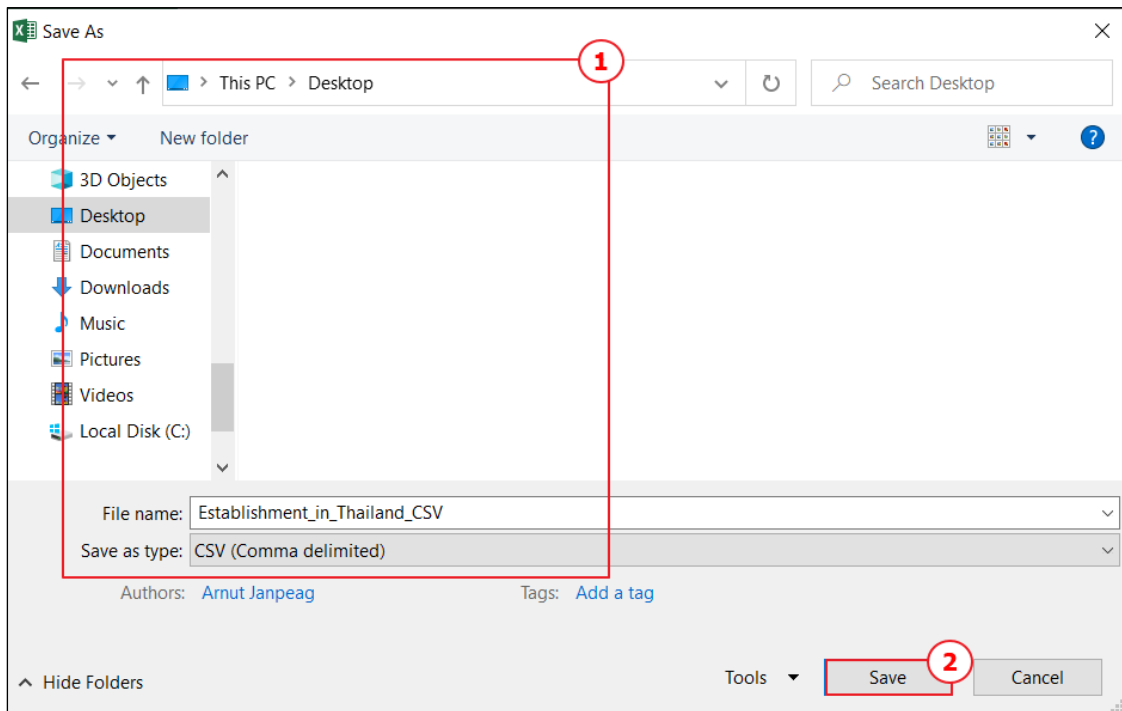 Save As
1
This PC > Desktop
Search Desktop
Organize
New folder
?
3D Objects
Desktop
Documents
Downloads
Music
Pictures
Videos
Local Disk (C:)
File name: Establishment_in_Thailand_CSV
Save as type: CSV (Comma delimited)
Authors: Arnut Janpeag Tags: Add a tag
2
Hide Folders Tools Save Cancel